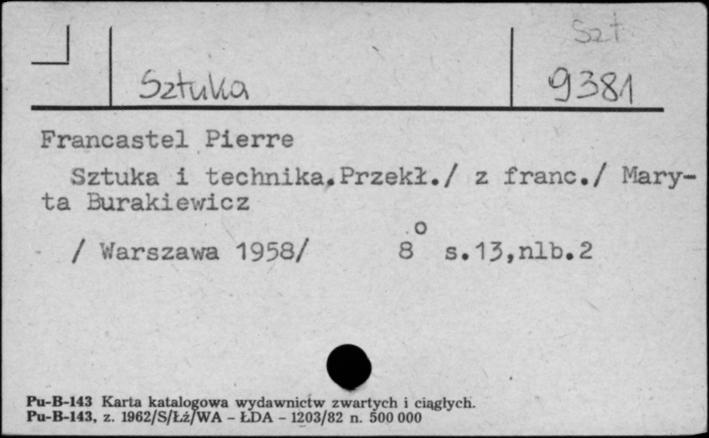 Szt
Sztuka 9381
Francastel Pierre
Sztuka i technika.Przekł./ z franc./ Mary-
ta Burakiewicz
/ Warszawa 1958/ 8° s.13,nlb.2
Pu-B-143 Karta katalogowa wydawnictw zwartych i ciągłych.
Pu-B-143, z. 1962/S/Łż/WA - ŁDA - 1203/82 n. 500 000